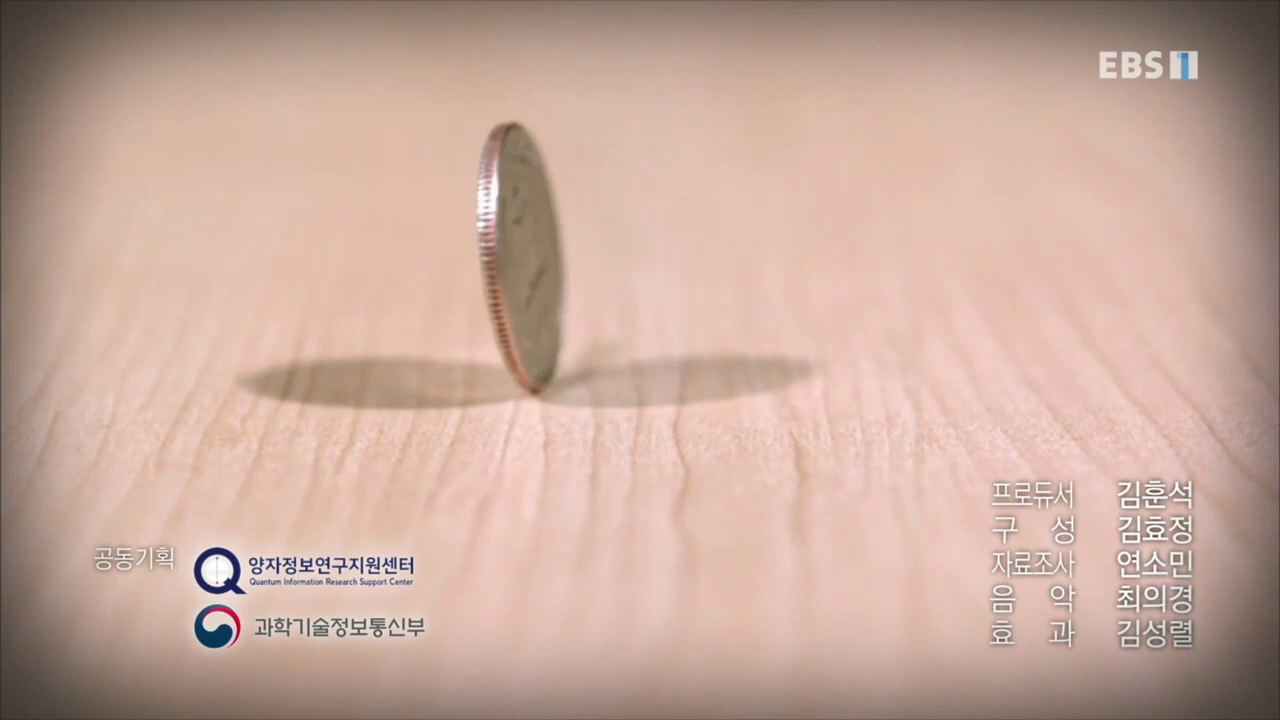 EBS 1
프로듀서 김훈석
구 성 김효정
자료조사 연소민
음 악 최의경
효 과 김성렬
공동기획
양자정보연구지원센터
Quantum Information Research Support Center
과학기술정보통신부